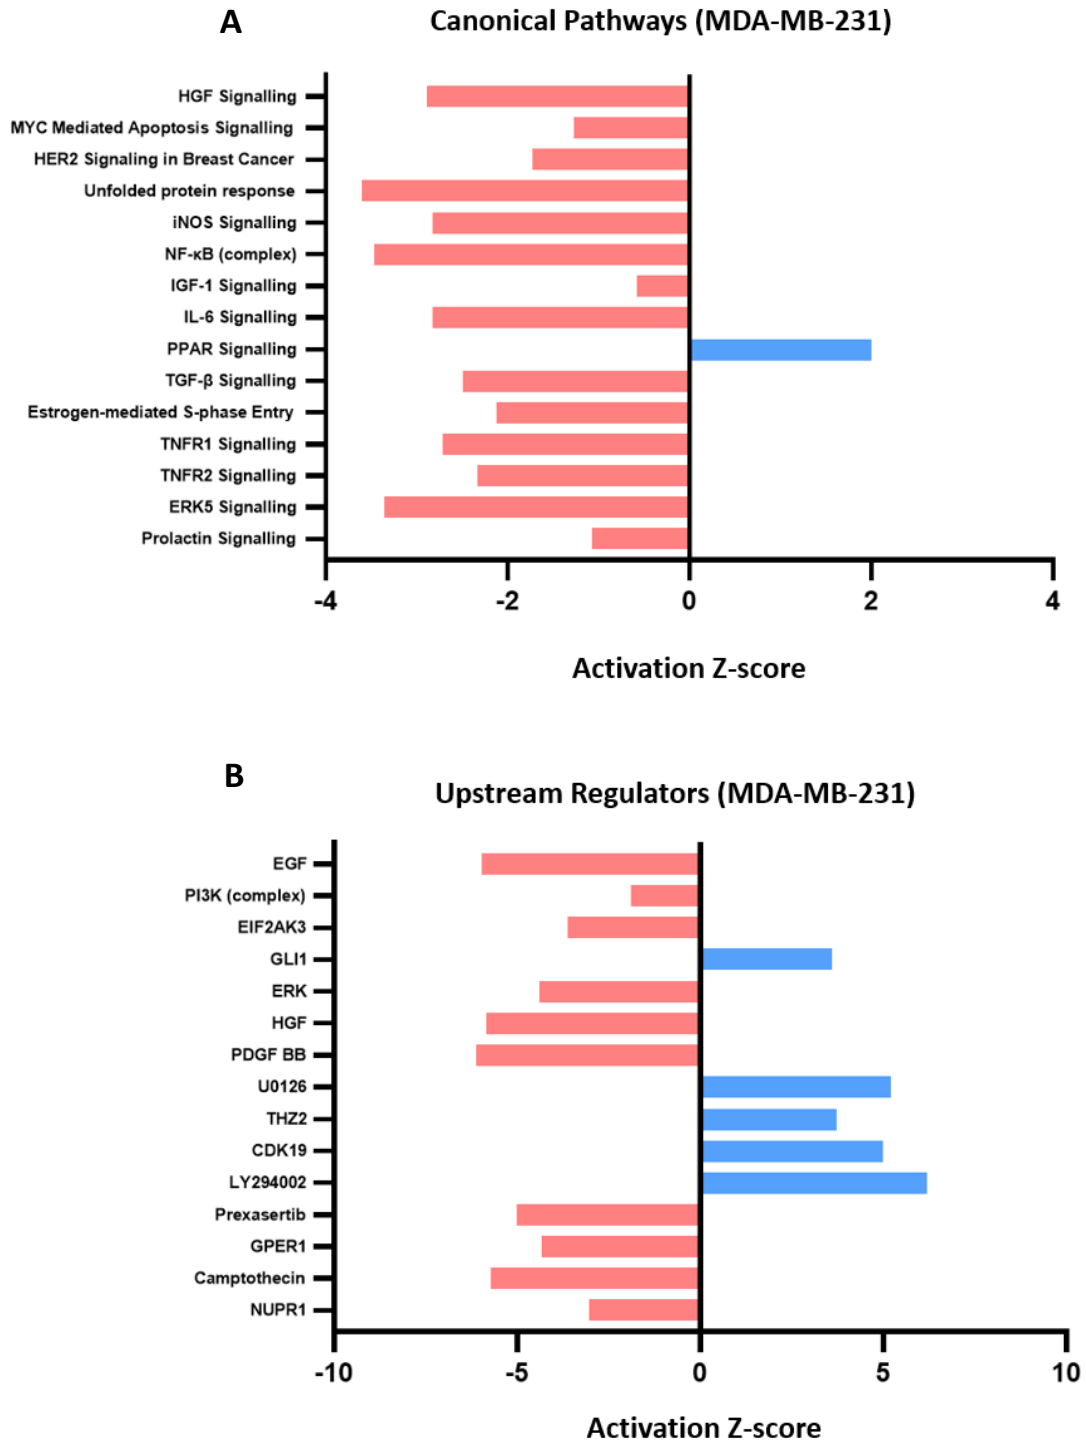 A
Canonical Pathways (MDA-MB-231)
HGF Signalling
MYC Mediated Apoptosis Signalling
HER2 Signaling in Breast Cancer
Unfolded protein response
iNOS Signalling
NF-κB (complex)
IGF-1 Signalling
IL-6 Signalling
PPAR Signalling
TGF-β Signalling
Estrogen-mediated S-phase Entry
TNFR1 Signalling
TNFR2 Signalling
ERK5 Signalling
Prolactin Signalling
-4 -2 0 2 4
Activation Z-score
B
Upstream Regulators (MDA-MB-231)
EGF
PI3K (complex)
EIF2AK3
GLI1
ERK
HGF
PDGF BB
U0126
THZ2
CDK19
LY294002
Prexasertib
GPER1
Camptothecin
NUPR1
-10 -5 0 5 10
Activation Z-score